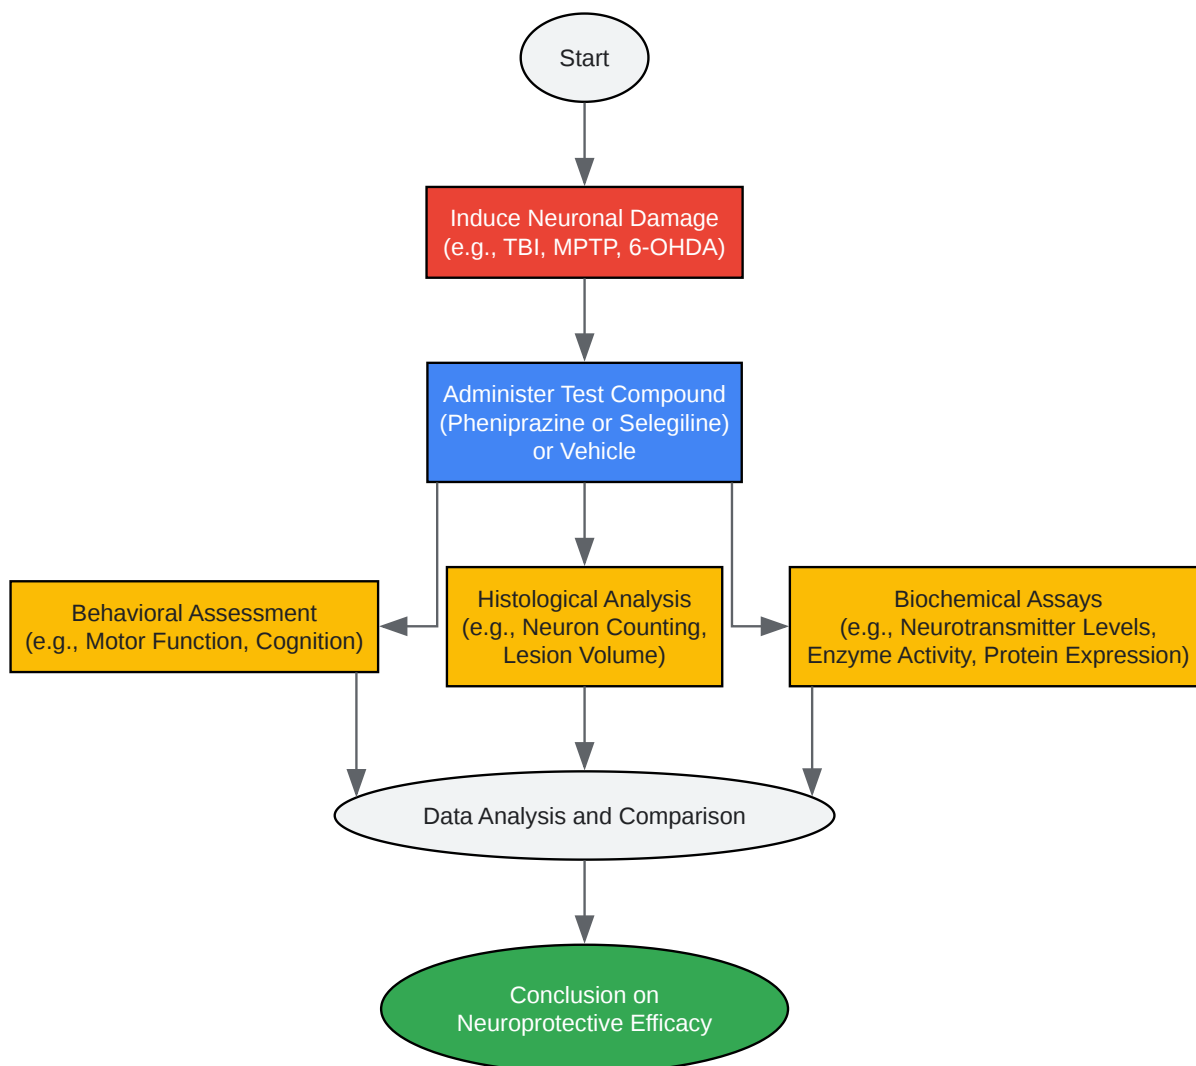 Start
Induce Neuronal Damage
(e.g., TBI, MPTP, 6-OHDA)
Administer Test Compound
(Pheniprazine or Selegiline)
or Vehicle
Behavioral Assessment
(e.g., Motor Function, Cognition)
Histological Analysis
(e.g., Neuron Counting,
Lesion Volume)
Biochemical Assays
(e.g., Neurotransmitter Levels,
Enzyme Activity, Protein Expression)
Data Analysis and Comparison
Conclusion on
Neuroprotective Efficacy